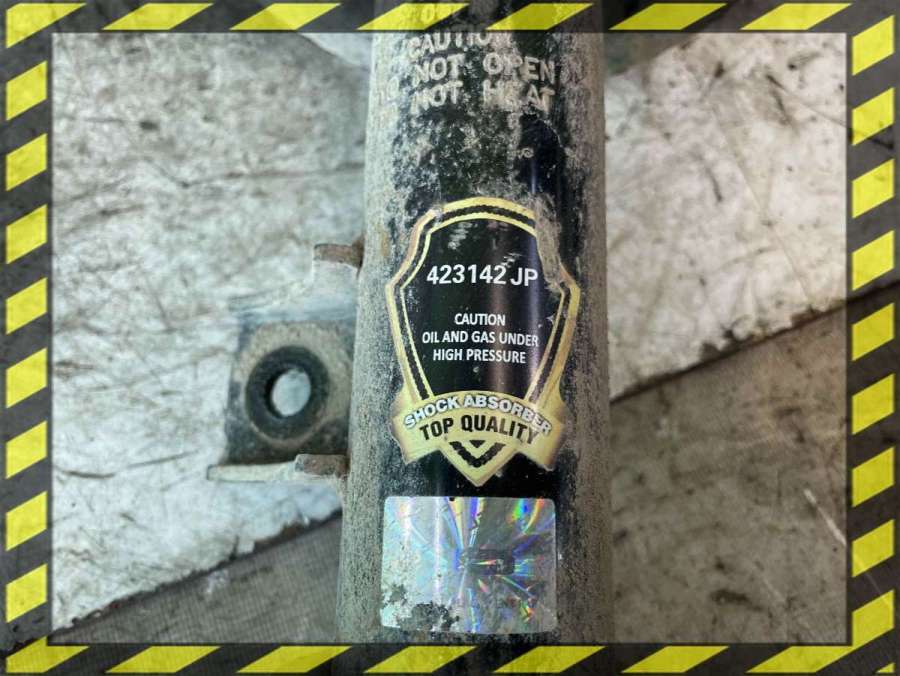 CAUTION
NOT OPEN
NOT HEAT
423142 JP
CAUTION
OIL AND GAS UNDER
HIGH PRESSURE
SHOCK ABSORBER
TOP QUALITY